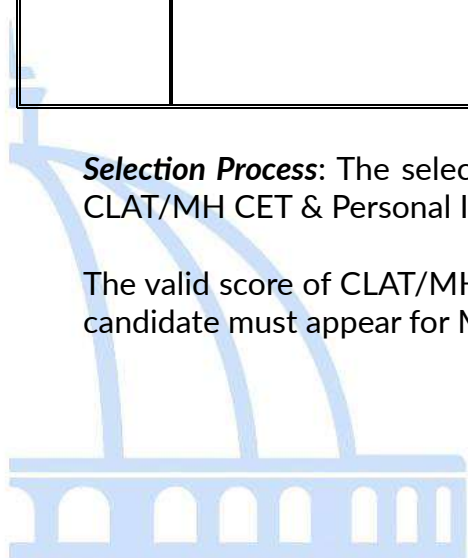 Selection Process: The selec
CLAT/MH CET & Personal I
The valid score of CLAT/MH
candidate must appear for M